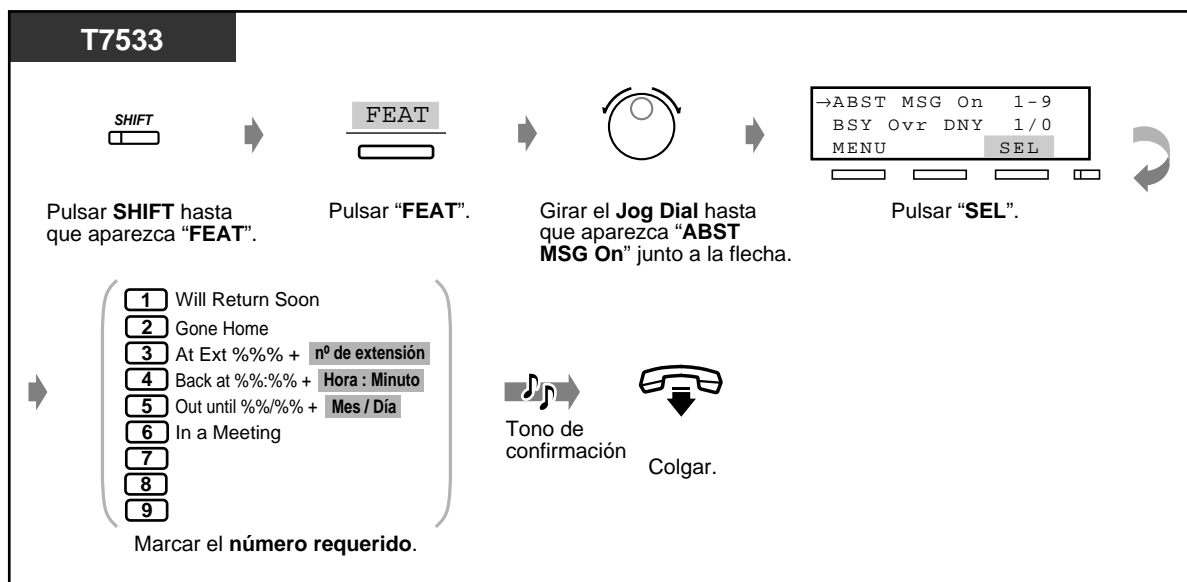 T7533
SHIFT
FEAT
→ABST MSG On 1-9
BSY Ovr DNY 1/0
MENU SEL
Pulsar SHIFT hasta
que aparezca “FEAT”.
Pulsar “FEAT”.
Girar el Jog Dial hasta
que aparezca “ABST
MSG On” junto a la flecha.
Pulsar “SEL”.
1 Will Return Soon
2 Gone Home
3 At Ext %%% + nº de extensión
4 Back at %%:%% + Hora : Minuto
5 Out until %%/%% + Mes / Día
6 In a Meeting
7
8
9
Marcar el número requerido.
Tono de
confirmación
Colgar.